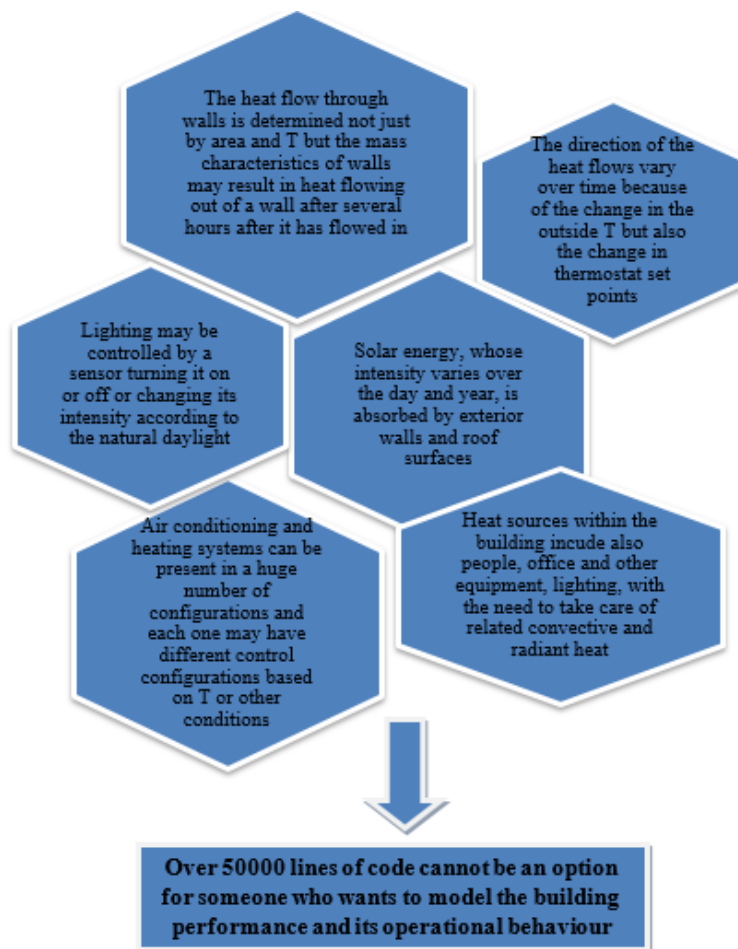 The heat flow through
walls is determined not just
by area and T but the mass
characteristics of walls
may result in heat flowing
out of a wall after several
hours after it has flowed in
The direction of the
heat flows vary
over time because
of the change in the
outside T but also
the change in
thermostat set
points
Lighting may be
controlled by a
sensor turning it on
or off or changing its
intensity according to
the natural daylight
Solar energy, whose
intensity varies over
the day and year, is
absorbed by exterior
walls and roof
surfaces
Air conditioning and
heating systems can be
present in a huge
number of
configurations and
each one may have
different control
configurations based
on T or other
conditions
Heat sources within the
building incude also
people, office and other
equipment, lighting, with
the need to take care of
related convective and
radiant heat
Over 50000 lines of code cannot be an option
for someone who wants to model the building
performance and its operational behaviour